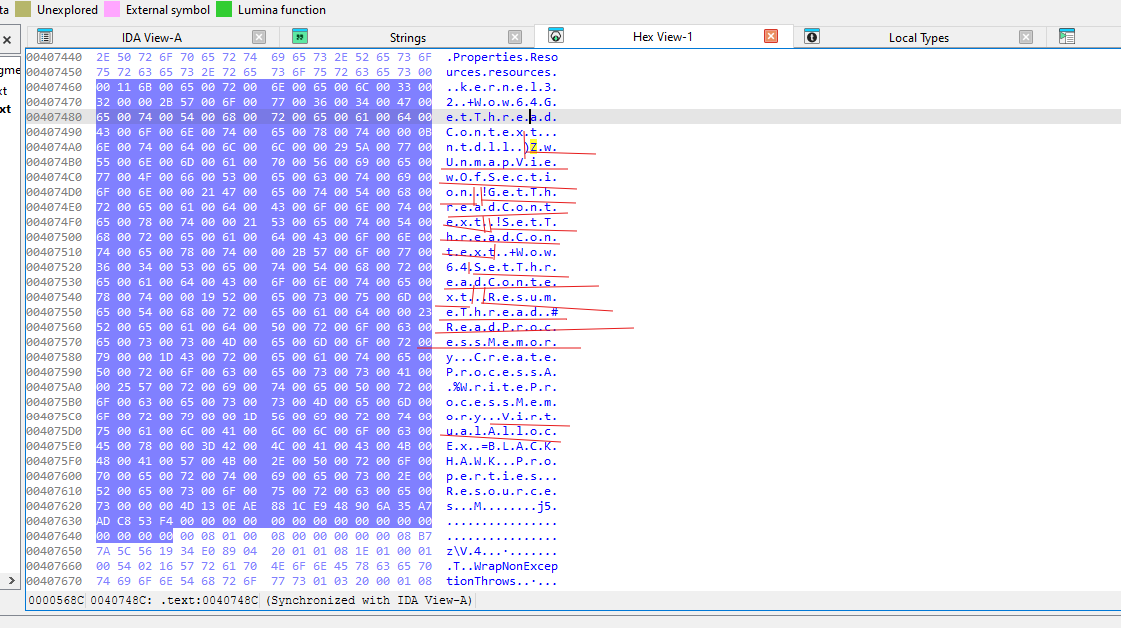 ta Unexplored External symbol Lumina function
IDA View-A Strings Hex View-1 Local Types
00407440 2E 50 72 6F 70 65 72 74 69 65 73 2E 52 65 73 6F .Properties.Reso
00407450 75 72 63 65 73 2E 72 65 73 6F 75 72 63 65 73 00 urces.resources.
00407460 00 11 6B 00 65 00 72 00 6E 00 65 00 6C 00 33 00 ..k.e.r.n.e.l.3.
00407470 32 00 00 2B 57 00 6F 00 77 00 36 00 34 00 47 00 2..+W.o.w.6.4.G.
00407480 65 00 74 00 54 00 68 00 72 00 65 00 61 00 64 00 e.t.T.h.r.e.a.d.
00407490 43 00 6F 00 6E 00 74 00 65 00 78 00 74 00 00 0B C.o.n.t.e.x.t...
004074A0 6E 00 74 00 64 00 6C 00 6C 00 00 29 5A 00 77 00 n.t.d.l.l..)Z.w.
004074B0 55 00 6E 00 6D 00 61 00 70 00 56 00 69 00 65 00 U.n.m.a.p.V.i.e.
004074C0 77 00 4F 00 66 00 53 00 65 00 63 00 74 00 69 00 w.O.f.S.e.c.t.i.
004074D0 6F 00 6E 00 00 21 47 00 65 00 74 00 54 00 68 00 o.n..!G.e.t.T.h.
004074E0 72 00 65 00 61 00 64 00 43 00 6F 00 6E 00 74 00 r.e.a.d.C.o.n.t.
004074F0 65 00 78 00 74 00 00 21 53 00 65 00 74 00 54 00 e.x.t..!S.e.t.T.
00407500 68 00 72 00 65 00 61 00 64 00 43 00 6F 00 6E 00 h.r.e.a.d.C.o.n.
00407510 74 00 65 00 78 00 74 00 00 2B 57 00 6F 00 77 00 t.e.x.t..+W.o.w.
00407520 36 00 34 00 53 00 65 00 74 00 54 00 68 00 72 00 6.4.S.e.t.T.h.r.
00407530 65 00 61 00 64 00 43 00 6F 00 6E 00 74 00 65 00 e.a.d.C.o.n.t.e.
00407540 78 00 74 00 00 19 52 00 65 00 73 00 75 00 6D 00 x.t...R.e.s.u.m.
00407550 65 00 54 00 68 00 72 00 65 00 61 00 64 00 00 23 e.T.h.r.e.a.d..#
00407560 52 00 65 00 61 00 64 00 50 00 72 00 6F 00 63 00 R.e.a.d.P.r.o.c.
00407570 65 00 73 00 73 00 4D 00 65 00 6D 00 6F 00 72 00 e.s.s.M.e.m.o.r.
00407580 79 00 00 1D 43 00 72 00 65 00 61 00 74 00 65 00 y...C.r.e.a.t.e.
00407590 50 00 72 00 6F 00 63 00 65 00 73 00 73 00 41 00 P.r.o.c.e.s.s.A.
004075A0 00 25 57 00 72 00 69 00 74 00 65 00 50 00 72 00 .%W.r.i.t.e.P.r.
004075B0 6F 00 63 00 65 00 73 00 73 00 4D 00 65 00 6D 00 o.c.e.s.s.M.e.m.
004075C0 6F 00 72 00 79 00 00 1D 56 00 69 00 72 00 74 00 o.r.y...V.i.r.t.
004075D0 75 00 61 00 6C 00 41 00 6C 00 6C 00 6F 00 63 00 u.a.l.A.l.l.o.c.
004075E0 45 00 78 00 00 3D 42 00 4C 00 41 00 43 00 4B 00 E.x..=B.L.A.C.K.
004075F0 48 00 41 00 57 00 4B 00 2E 00 50 00 72 00 6F 00 H.A.W.K...P.r.o.
00407600 70 00 65 00 72 00 74 00 69 00 65 00 73 00 2E 00 p.e.r.t.i.e.s...
00407610 52 00 65 00 73 00 6F 00 75 00 72 00 63 00 65 00 R.e.s.o.u.r.c.e.
00407620 73 00 00 00 4D 13 0E AE 88 1C E9 48 90 6A 35 A7 s...M........j5.
00407630 AD C8 53 F4 00 00 00 00 00 00 00 00 00 00 00 00 ................
00407640 00 00 00 00 00 08 01 00 08 00 00 00 00 00 08 B7 ................
00407650 7A 5C 56 19 34 E0 89 04 20 01 01 08 1E 01 00 01 z\V.4...·.......
00407660 00 54 02 16 57 72 61 70 4E 6F 6E 45 78 63 65 70 .T..WrapNonExcep
00407670 74 69 6F 6E 54 68 72 6F 77 73 01 03 20 00 01 08 tionThrows..·...
0000568C 0040748C: .text:0040748C (Synchronized with IDA View-A)